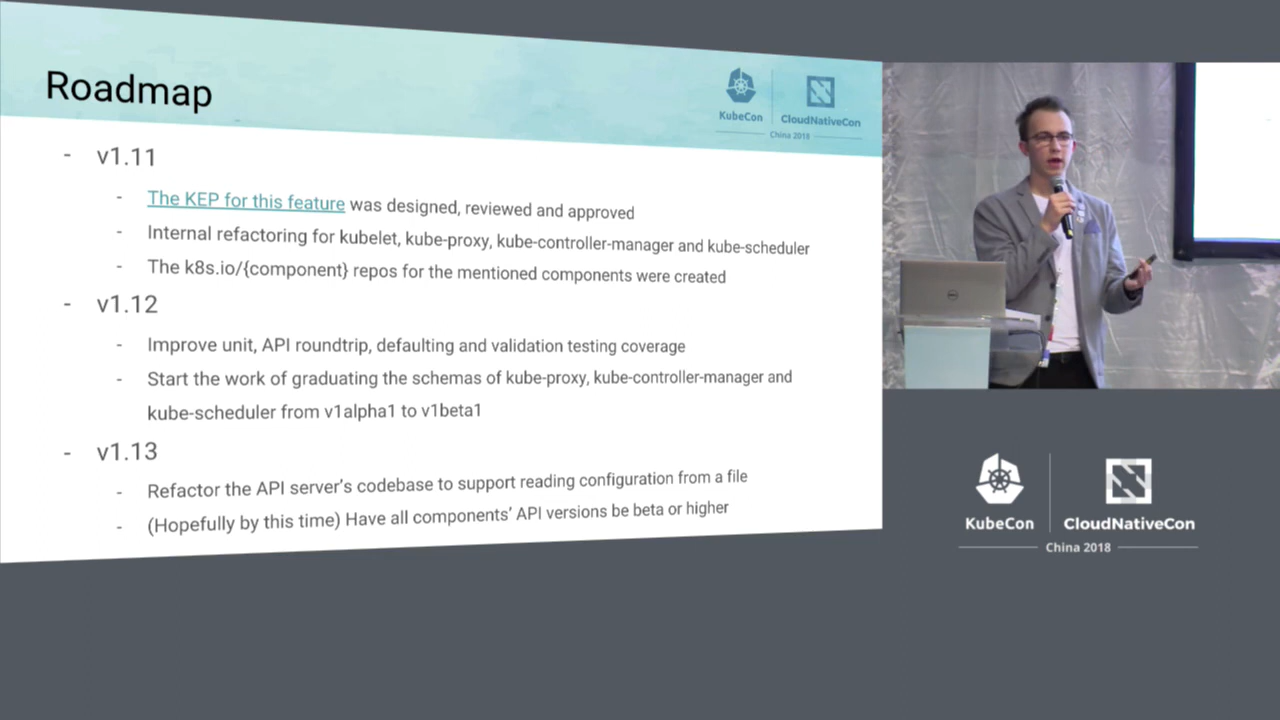 Roadmap
KubeCon
CloudNativeCon
China 2018
- v1.11
- The KEP for this feature was designed, reviewed and approved
- Internal refactoring for kubelet, kube-proxy, kube-controller-manager and kube-scheduler
- The k8s.io/{component} repos for the mentioned components were created
- v1.12
- Improve unit, API roundtrip, defaulting and validation testing coverage
- Start the work of graduating the schemas of kube-proxy, kube-controller-manager and
kube-scheduler from v1alpha1 to v1beta1
- v1.13
- Refactor the API server's codebase to support reading configuration from a file
- (Hopefully by this time) Have all components' API versions be beta or higher
DELL
KubeCon
CloudNativeCon
China 2018